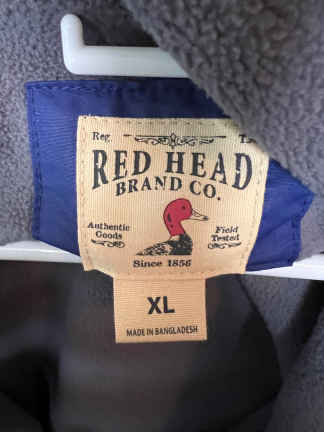 Reg
RED HEAD
BRAND CO.
Authentic
Goods
Field
Tested
Since 1856
XL
MADE IN BANGLADESH